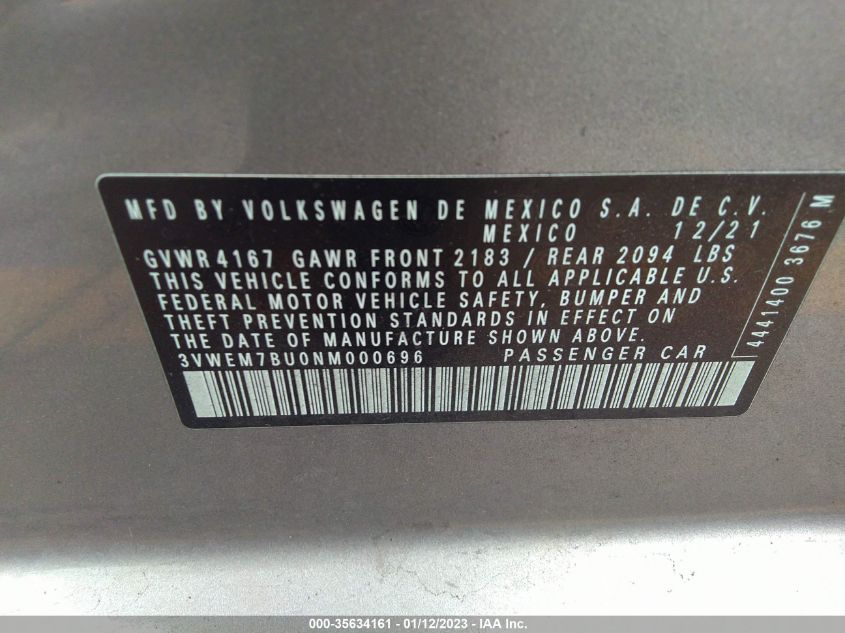 MFD BY VOLKSWAGEN DE MEXICO S.A. DE C.V.
MEXICO 12/21
GVWR 4167 GAWR FRONT 2183 / REAR 2094 LBS
THIS VEHICLE CONFORMS TO ALL APPLICABLE U.S.
FEDERAL MOTOR VEHICLE SAFETY, BUMPER AND
THEFT PREVENTION STANDARDS IN EFFECT ON
THE DATE OF MANUFACTURE SHOWN ABOVE.
3VWEM7BU0NM000696 PASSENGER CAR
4441400 3676 M
000-35634161 - 01/12/2023 - IAA Inc.